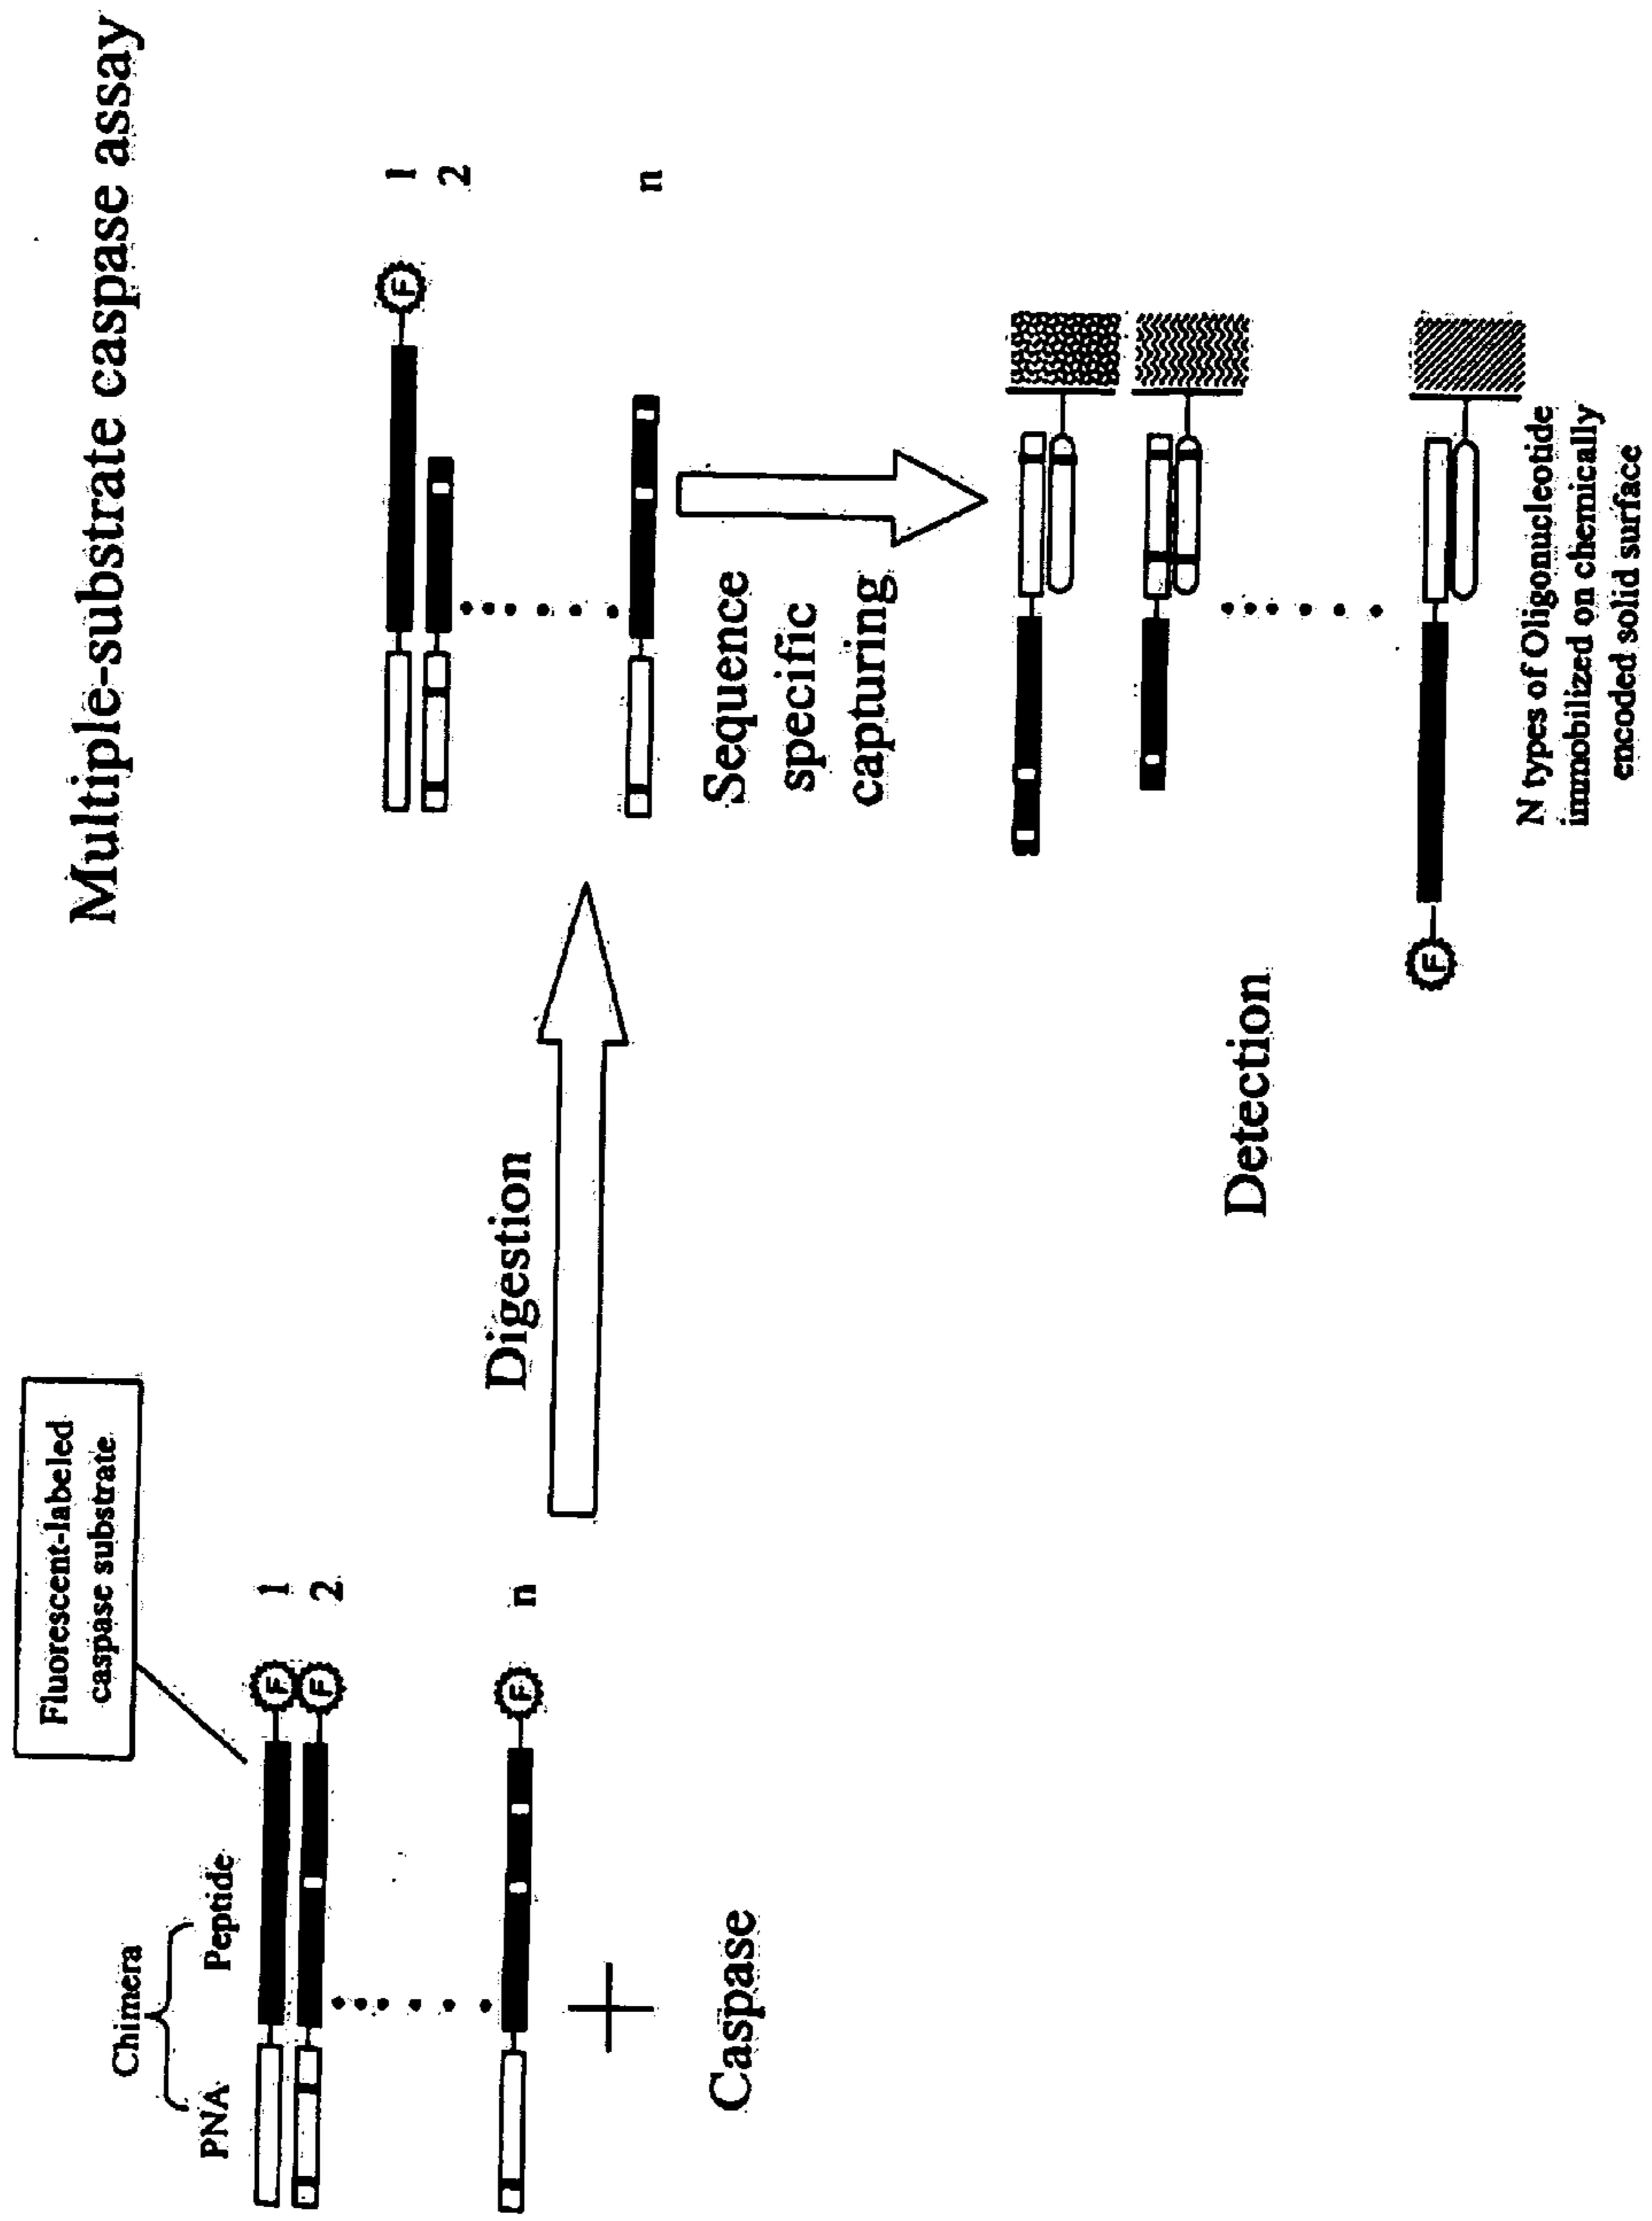 Multiple-substrate caspase assay
Fluorescent-labeled
caspase substrate
Chimera
PNA
Peptide
F
1
F
2
F
n
Caspase
Digestion
F
1
2
n
Sequence
specific
capturing
Detection
F
N types of Oligonucleotide
immobilized on chemically
encoded solid surface